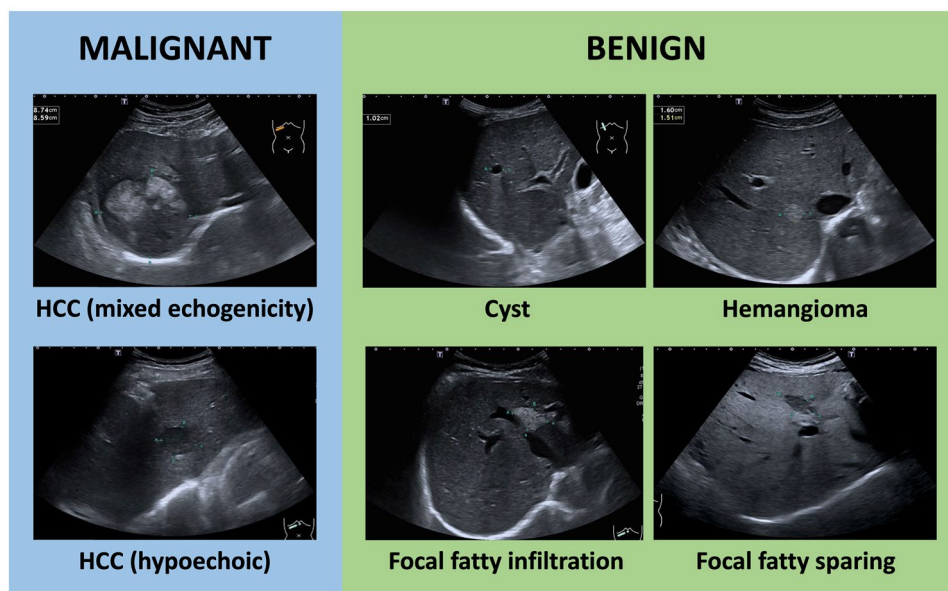 MALIGNANT
BENIGN
8.74cm
8.59cm
1.02cm
1.60cm
1.51cm
HCC (mixed echogenicity)
Cyst
Hemangioma
HCC (hypoechoic)
Focal fatty infiltration
Focal fatty sparing